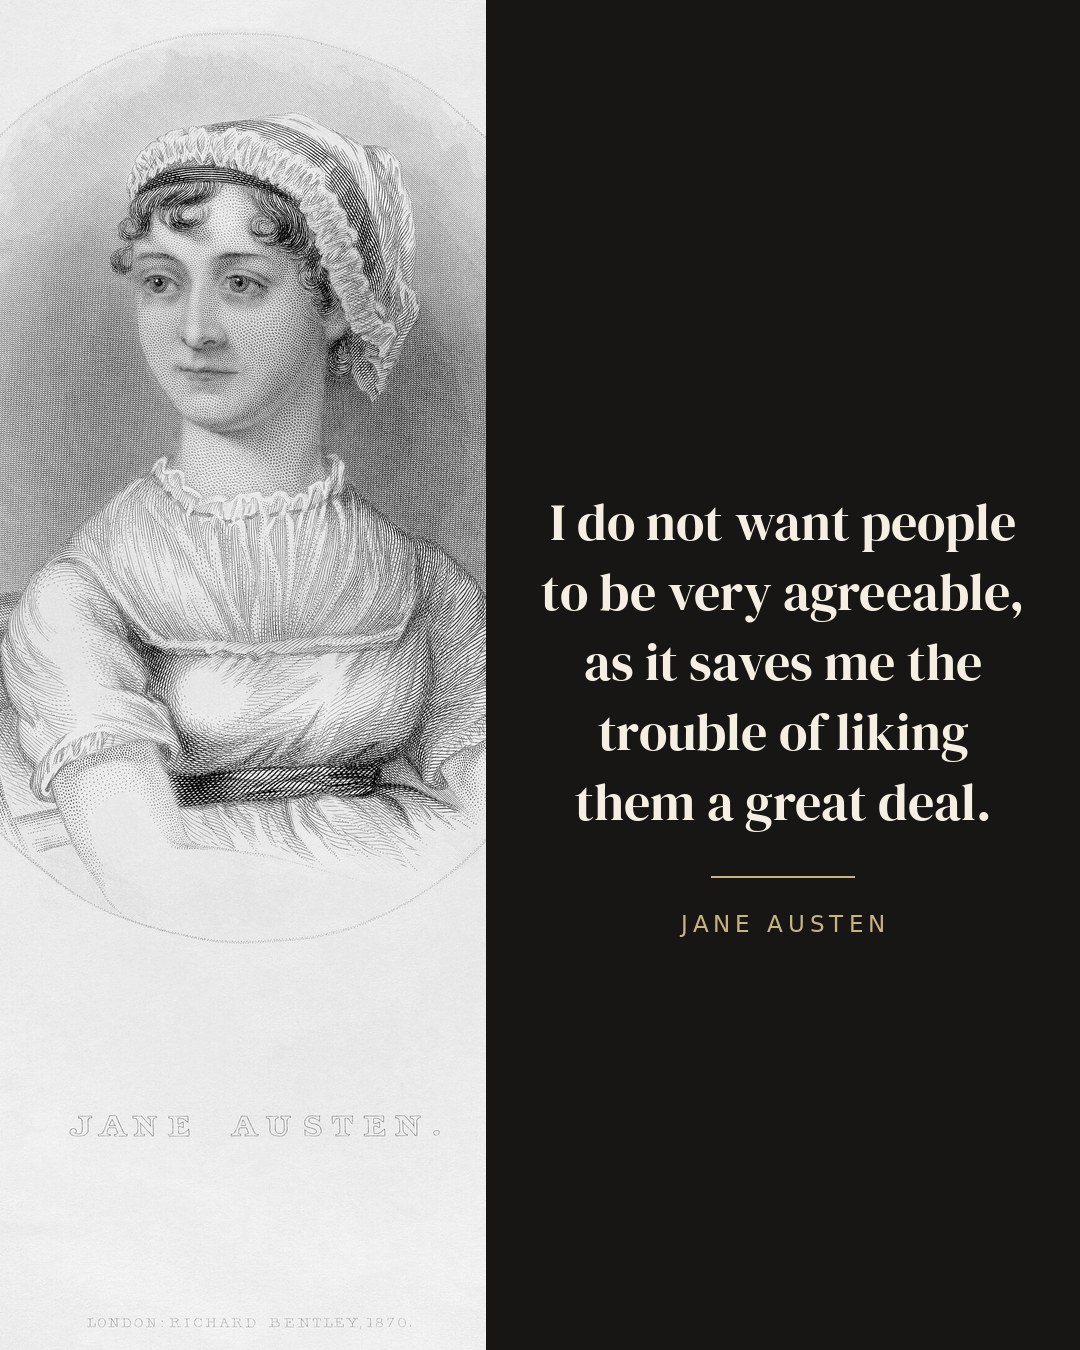 I do not want people
to be very agreeable,
as it saves me the
trouble of liking
them a great deal.
JANE AUSTEN
JANE AUSTEN.
LONDON: RICHARD BENTLEY, 1870.